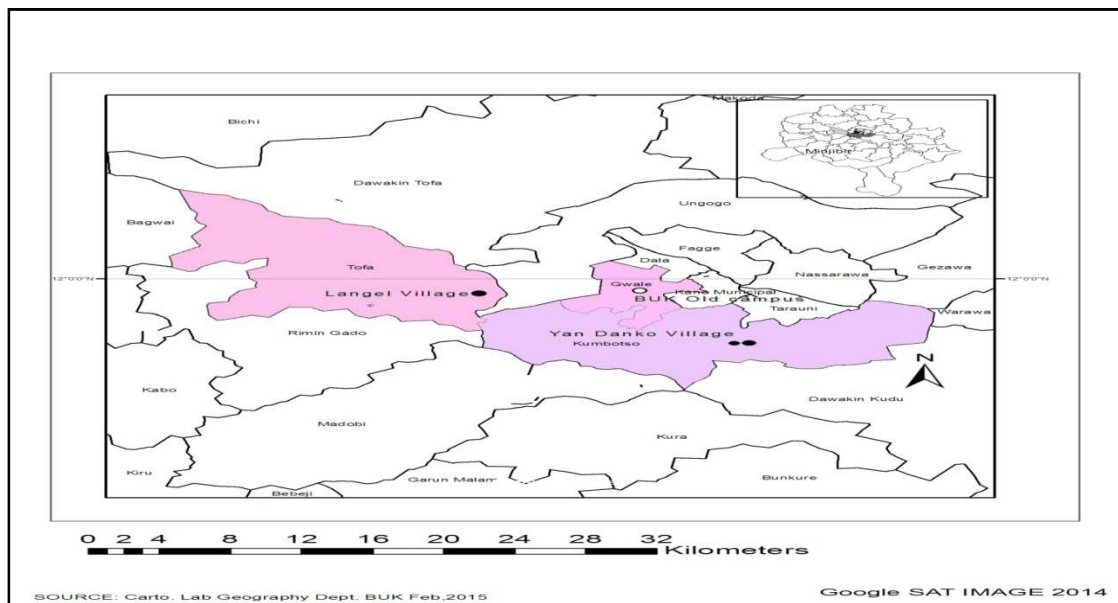 Makoda
Bichi
Minjibir
Dawakin Tofa
Ungogo
Bagwai
Fagge
Dala
Tofa
Nassarawa
Gezawa
12°0'0"N
12°0'0"N
Gwale
Langel Village
Kano Municipal
BUK Old campus
Tarauni
Warawa
Rimin Gado
Yan Danko Village
Kumbotso
N
Kabo
Dawakin Kudu
Madobi
Kura
Kiru
Garun Malam
Bunkure
Bebeji
0 2 4 8 12 16 20 24 28 32
Kilometers
SOURCE: Carto. Lab Geography Dept. BUK Feb,2015
Google SAT IMAGE 2014